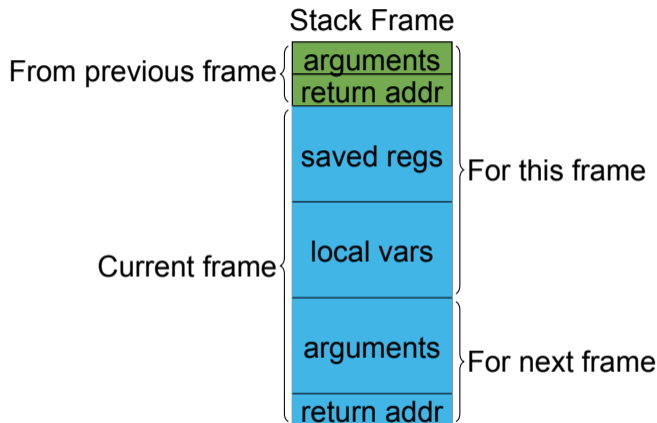 Stack Frame
From previous frame
arguments
return addr
saved regs
For this frame
Current frame
local vars
arguments
For next frame
return addr